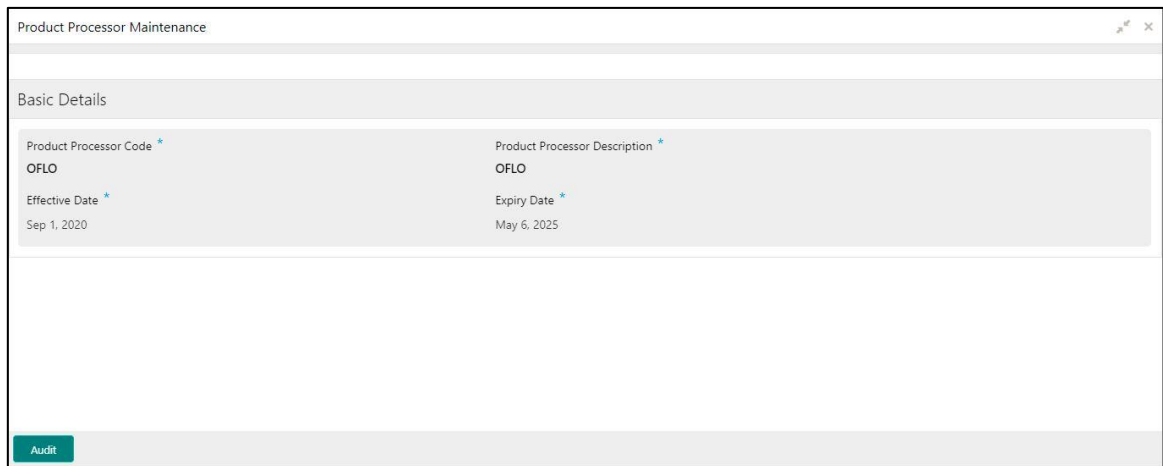 Product Processor Maintenance
Basic Details
Product Processor Code * Product Processor Description *
OFLO OFLO
Effective Date * Expiry Date *
Sep 1, 2020 May 6, 2025
Audit